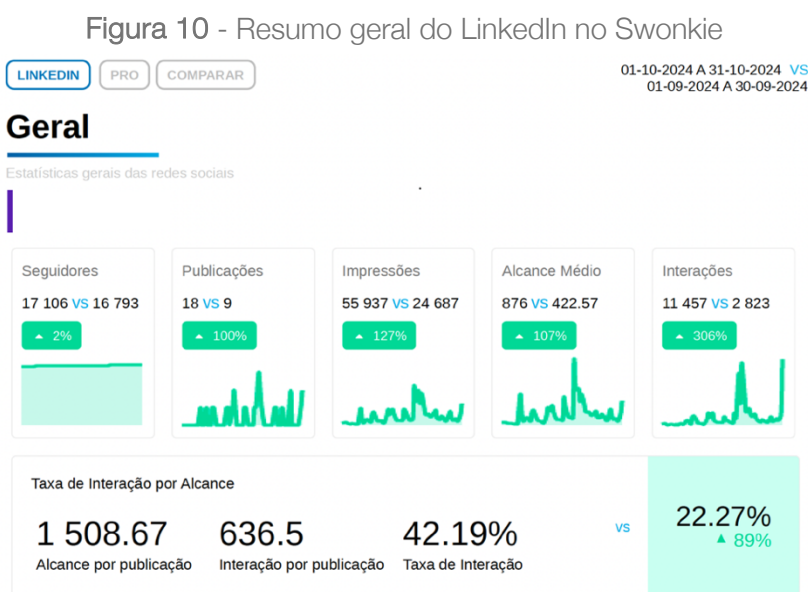 Figura 10 - Resumo geral do LinkedIn no Swonkie
LINKEDIN PRO COMPARAR
01-10-2024 A 31-10-2024 VS
01-09-2024 A 30-09-2024
Geral
Estatísticas gerais das redes sociais
Seguidores
17 106 VS 16 793
2%
Publicações
18 VS 9
100%
Impressões
55 937 VS 24 687
127%
Alcance Médio
876 VS 422.57
107%
Interações
11 457 VS 2 823
306%
Taxa de Interação por Alcance
1 508.67
Alcance por publicação
636.5
Interação por publicação
42.19%
Taxa de Interação
VS
22.27%
89%